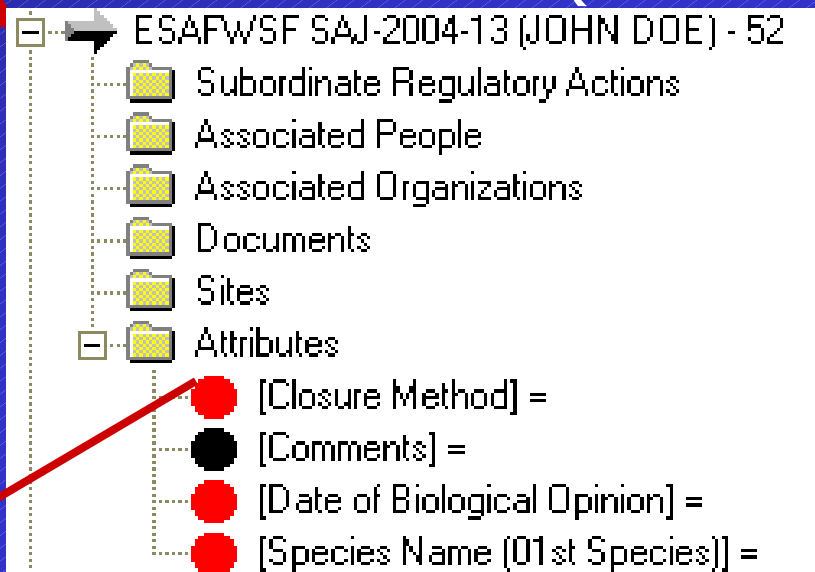 ESAFWSF SAJ-2004-13 (JOHN DOE) - 52
Subordinate Regulatory Actions
Associated People
Associated Organizations
Documents
Sites
Attributes
[Closure Method] =
[Comments] =
[Date of Biological Opinion] =
[Species Name (01st Species)] =